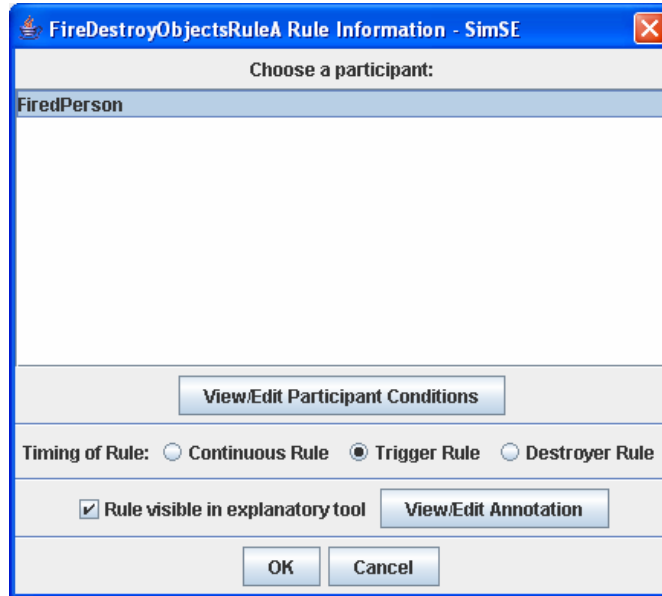 FireDestroyObjectsRuleA Rule Information - SimSE
Choose a participant:
FiredPerson
View/Edit Participant Conditions
Timing of Rule: Continuous Rule Trigger Rule Destroyer Rule
Rule visible in explanatory tool View/Edit Annotation
OK Cancel